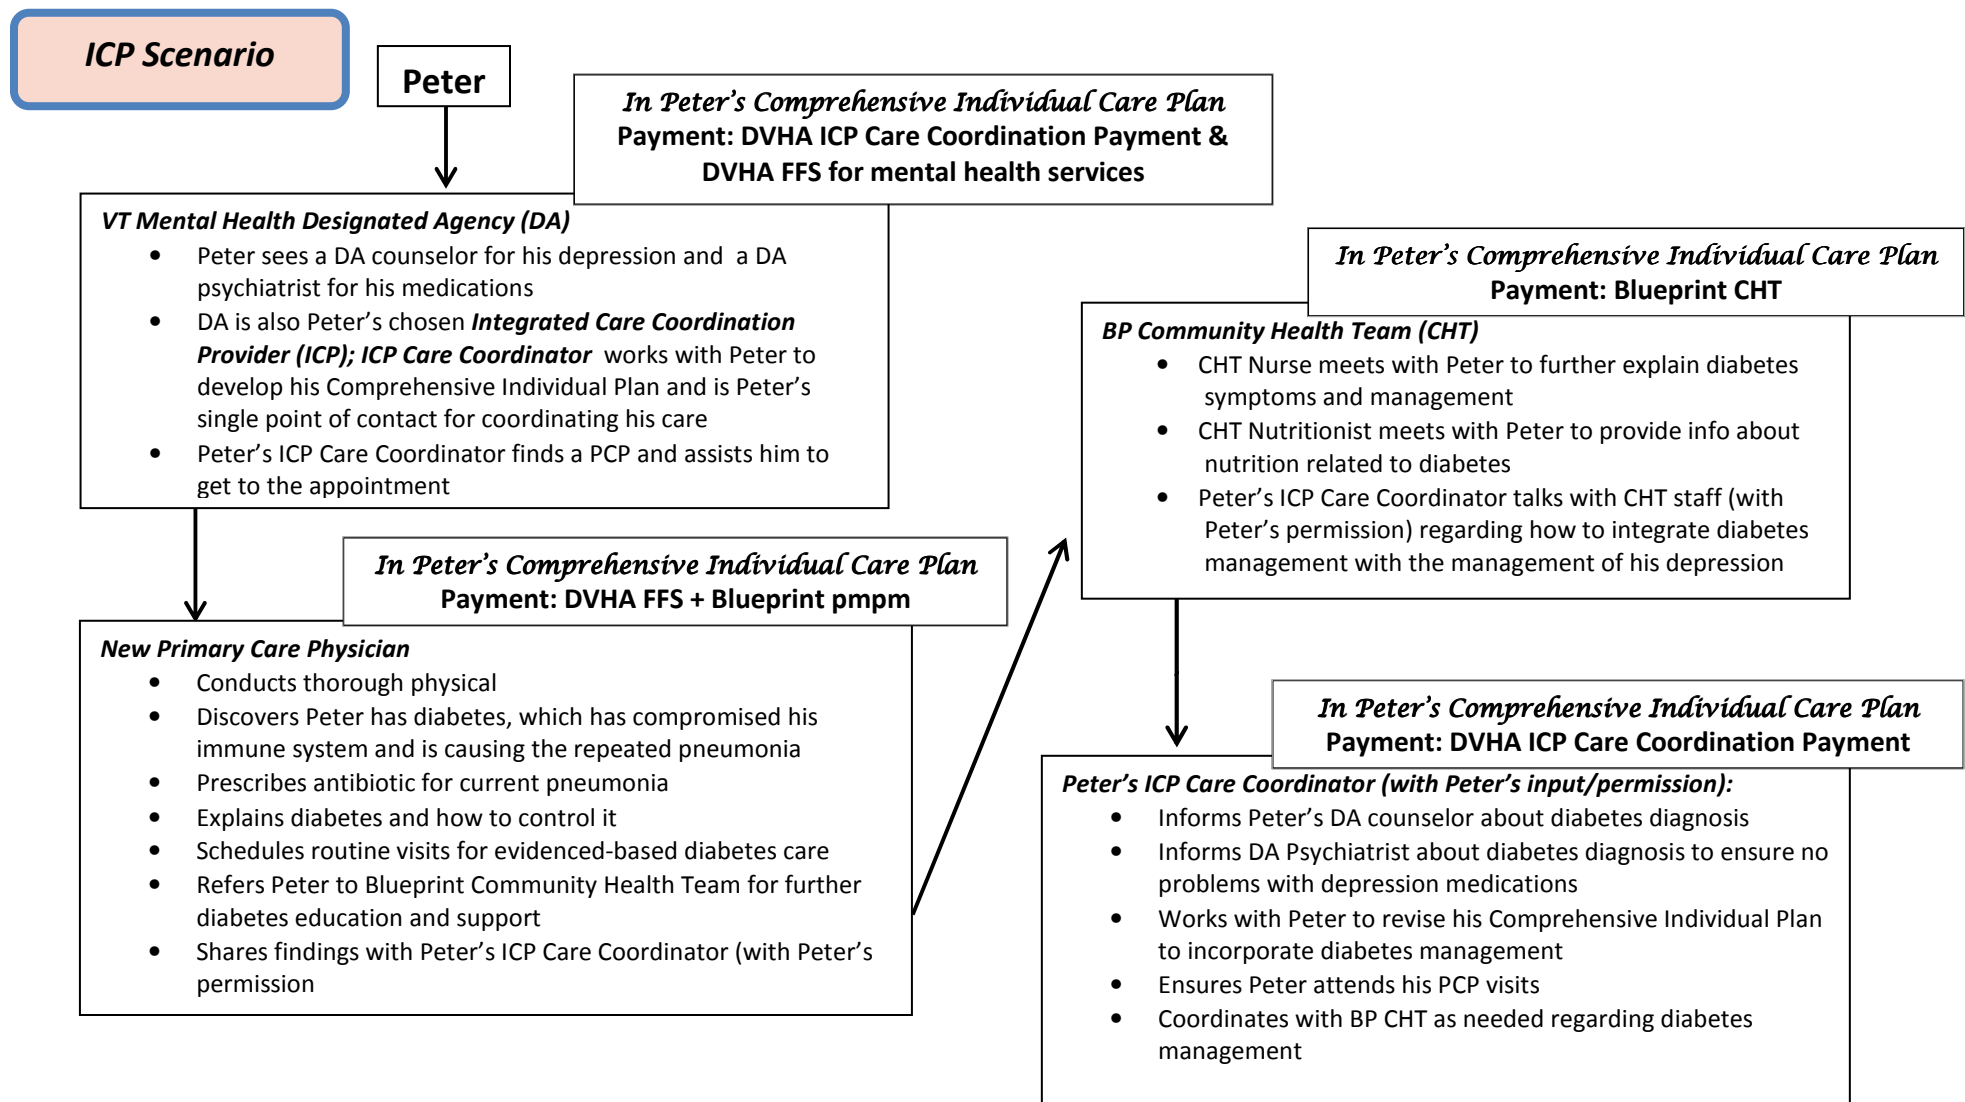 ICP Scenario
Peter
In Peter’s Comprehensive Individual Care Plan
Payment: DVHA ICP Care Coordination Payment &
DVHA FFS for mental health services
VT Mental Health Designated Agency (DA)
• Peter sees a DA counselor for his depression and a DA
psychiatrist for his medications
• DA is also Peter’s chosen Integrated Care Coordination
Provider (ICP); ICP Care Coordinator works with Peter to
develop his Comprehensive Individual Plan and is Peter’s
single point of contact for coordinating his care
• Peter’s ICP Care Coordinator finds a PCP and assists him to
get to the appointment
In Peter’s Comprehensive Individual Care Plan
Payment: DVHA FFS + Blueprint pmpm
New Primary Care Physician
• Conducts thorough physical
• Discovers Peter has diabetes, which has compromised his
immune system and is causing the repeated pneumonia
• Prescribes antibiotic for current pneumonia
• Explains diabetes and how to control it
• Schedules routine visits for evidenced-based diabetes care
• Refers Peter to Blueprint Community Health Team for further
diabetes education and support
• Shares findings with Peter’s ICP Care Coordinator (with Peter’s
permission
In Peter’s Comprehensive Individual Care Plan
Payment: Blueprint CHT
BP Community Health Team (CHT)
• CHT Nurse meets with Peter to further explain diabetes
symptoms and management
• CHT Nutritionist meets with Peter to provide info about
nutrition related to diabetes
• Peter’s ICP Care Coordinator talks with CHT staff (with
Peter’s permission) regarding how to integrate diabetes
management with the management of his depression
In Peter’s Comprehensive Individual Care Plan
Payment: DVHA ICP Care Coordination Payment
Peter’s ICP Care Coordinator (with Peter’s input/permission):
• Informs Peter’s DA counselor about diabetes diagnosis
• Informs DA Psychiatrist about diabetes diagnosis to ensure no
problems with depression medications
• Works with Peter to revise his Comprehensive Individual Plan
to incorporate diabetes management
• Ensures Peter attends his PCP visits
• Coordinates with BP CHT as needed regarding diabetes
management